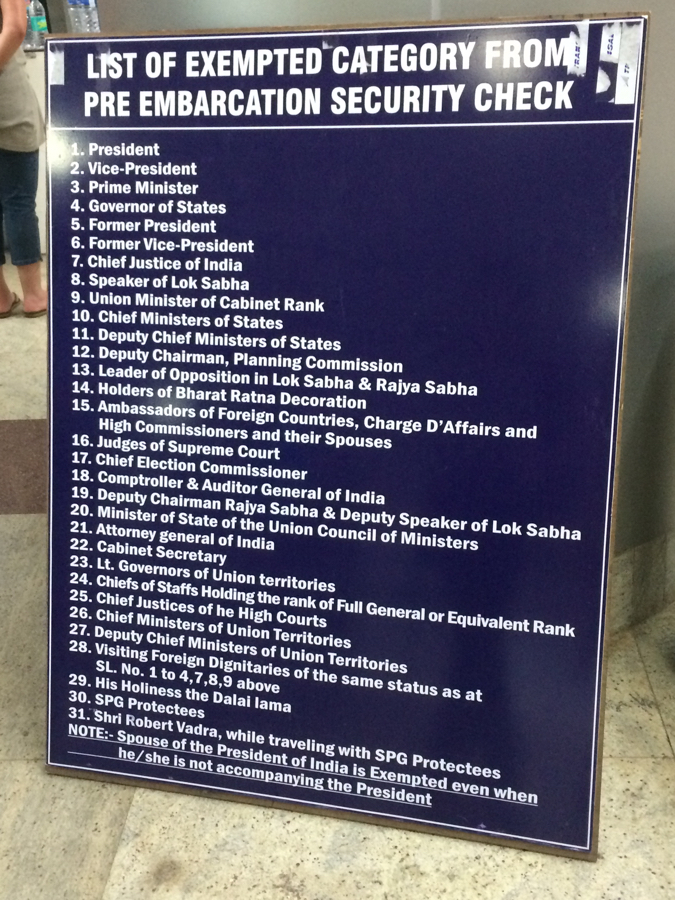 LIST OF EXEMPTED CATEGORY FROM
PRE EMBARCATION SECURITY CHECK
1. President
2. Vice-President
3. Prime Minister
4. Governor of States
5. Former President
6. Former Vice-President
7. Chief Justice of India
8. Speaker of Lok Sabha
9. Union Minister of Cabinet Rank
10. Chief Ministers of States
11. Deputy Chief Ministers of States
12. Deputy Chairman, Planning Commission
13. Leader of Opposition in Lok Sabha & Rajya Sabha
14. Holders of Bharat Ratna Decoration
15. Ambassadors of Foreign Countries, Charge D'Affairs and
High Commissioners and their Spouses
16. Judges of Supreme Court
17. Chief Election Commissioner
18. Comptroller & Auditor General of India
19. Deputy Chairman Rajya Sabha & Deputy Speaker of Lok Sabha
20. Minister of State of the Union Council of Ministers
21. Attorney general of India
22. Cabinet Secretary
23. Lt. Governors of Union territories
24. Chiefs of Staffs Holding the rank of Full General or Equivalent Rank
25. Chief Justices of he High Courts
26. Chief Ministers of Union Territories
27. Deputy Chief Ministers of Union Territories
28. Visiting Foreign Dignitaries of the same status as at
SL. No. 1 to 4,7,8,9 above
29. His Holiness the Dalai lama
30. SPG Protectees
31. Shri Robert Vadra, while traveling with SPG Protectees
NOTE:- Spouse of the President of India is Exempted even when
he/she is not accompanying the President